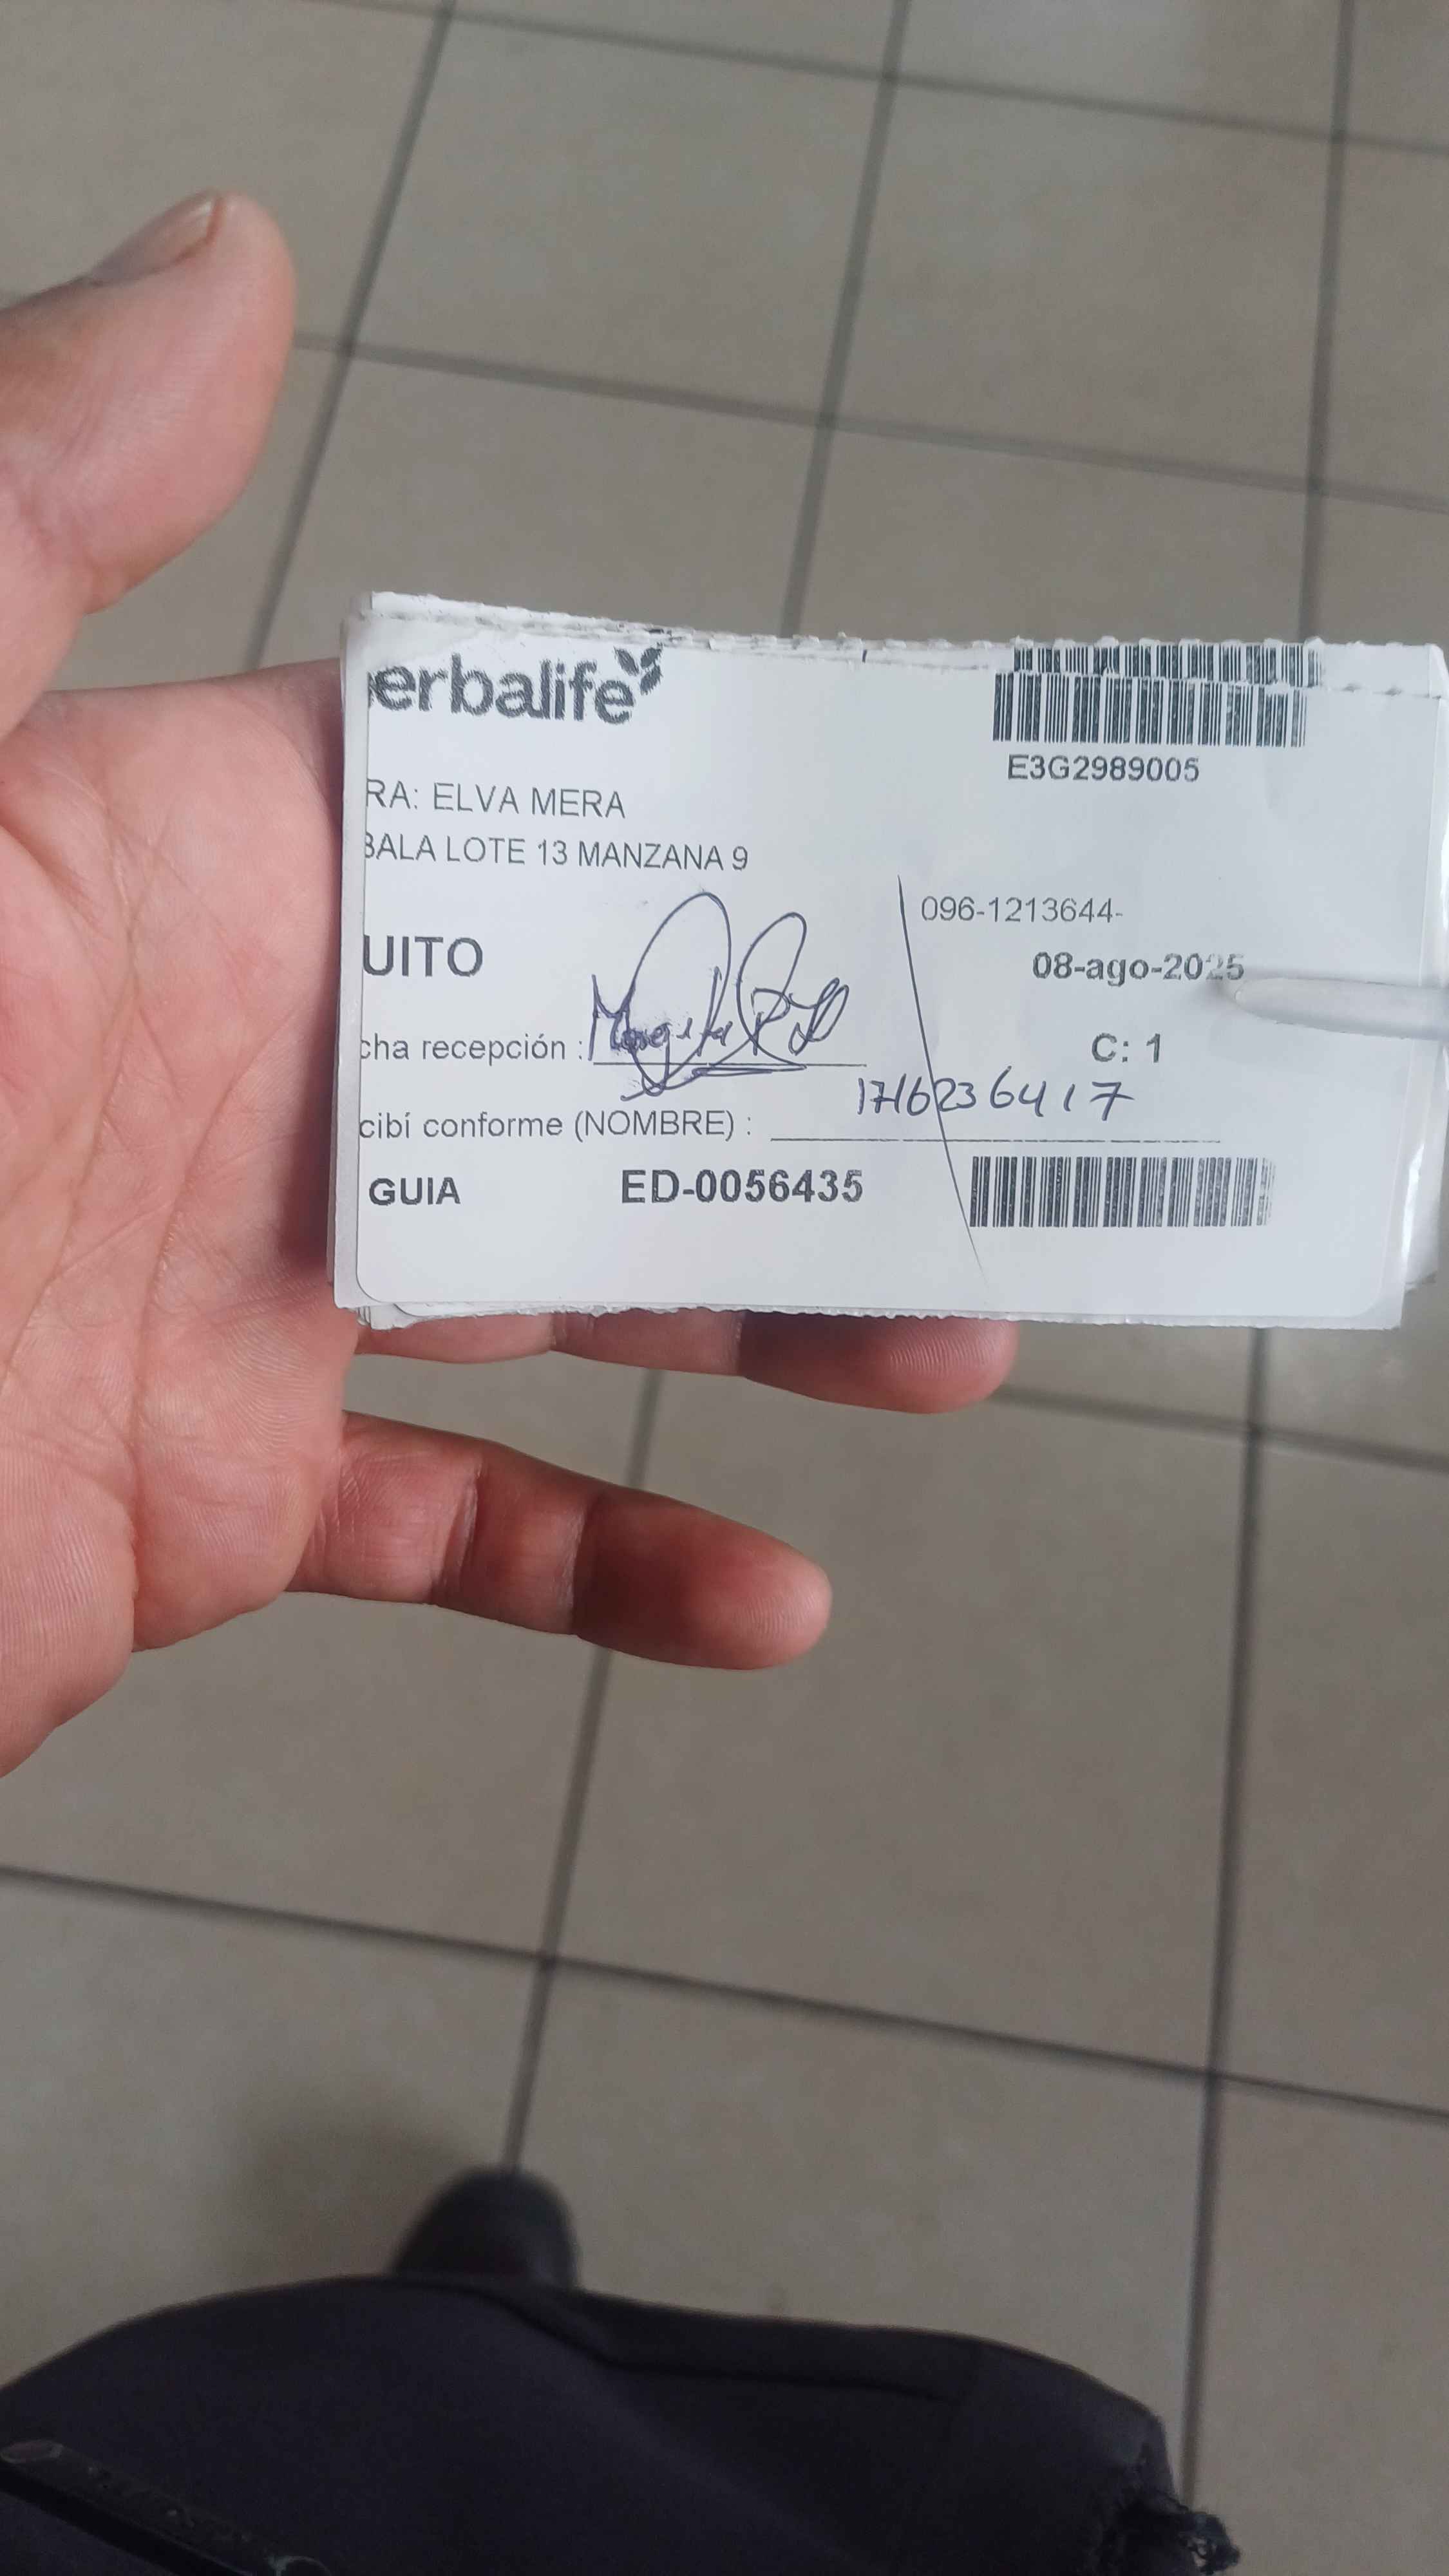 erbalife
E3G2989005
RA: ELVA MERA
BALA LOTE 13 MANZANA 9
096-1213644-
UITO
08-ago-2025
cha recepción :
C: 1
1716236417
cibí conforme (NOMBRE) :
GUIA ED-0056435